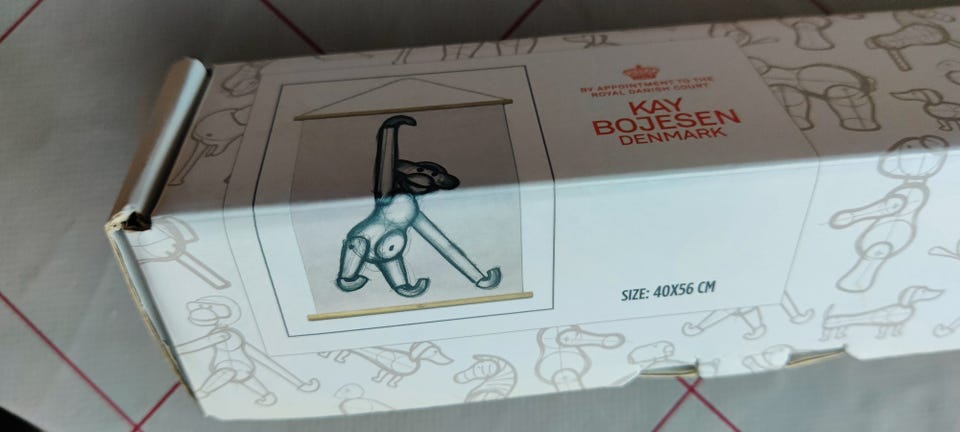 BY APPOINTMENT TO THE
ROYAL DANISH COURT
KAY
BOJESEN
DENMARK
SIZE: 40X56 CM